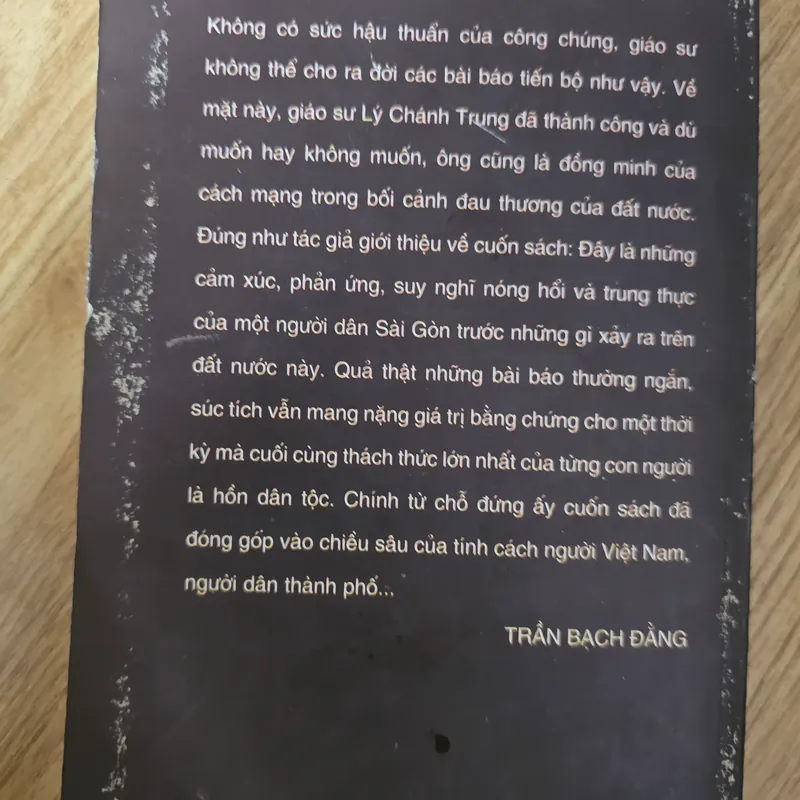 Không có sức hậu thuẫn của công chúng, giáo sư
không thể cho ra đời các bài báo tiến bộ như vậy. Về
mặt này, giáo sư Lý Chánh Trung đã thành công và dù
muốn hay không muốn, ông cũng là đồng minh của
cách mạng trong bối cảnh đau thương của đất nước.
Đúng như tác giả giới thiệu về cuốn sách: Đây là những
cảm xúc, phản ứng, suy nghĩ nóng hổi và trung thực
của một người dân Sài Gòn trước những gì xảy ra trên
đất nước này. Quả thật những bài báo thường ngắn,
súc tích vẫn mang nặng giá trị bằng chứng cho một thời
kỳ mà cuối cùng thách thức lớn nhất của từng con người
là hồn dân tộc. Chính từ chỗ đứng ấy cuốn sách đã
đóng góp vào chiều sâu của tính cách người Việt Nam,
người dân thành phố...
TRẦN BẠCH ĐẰNG